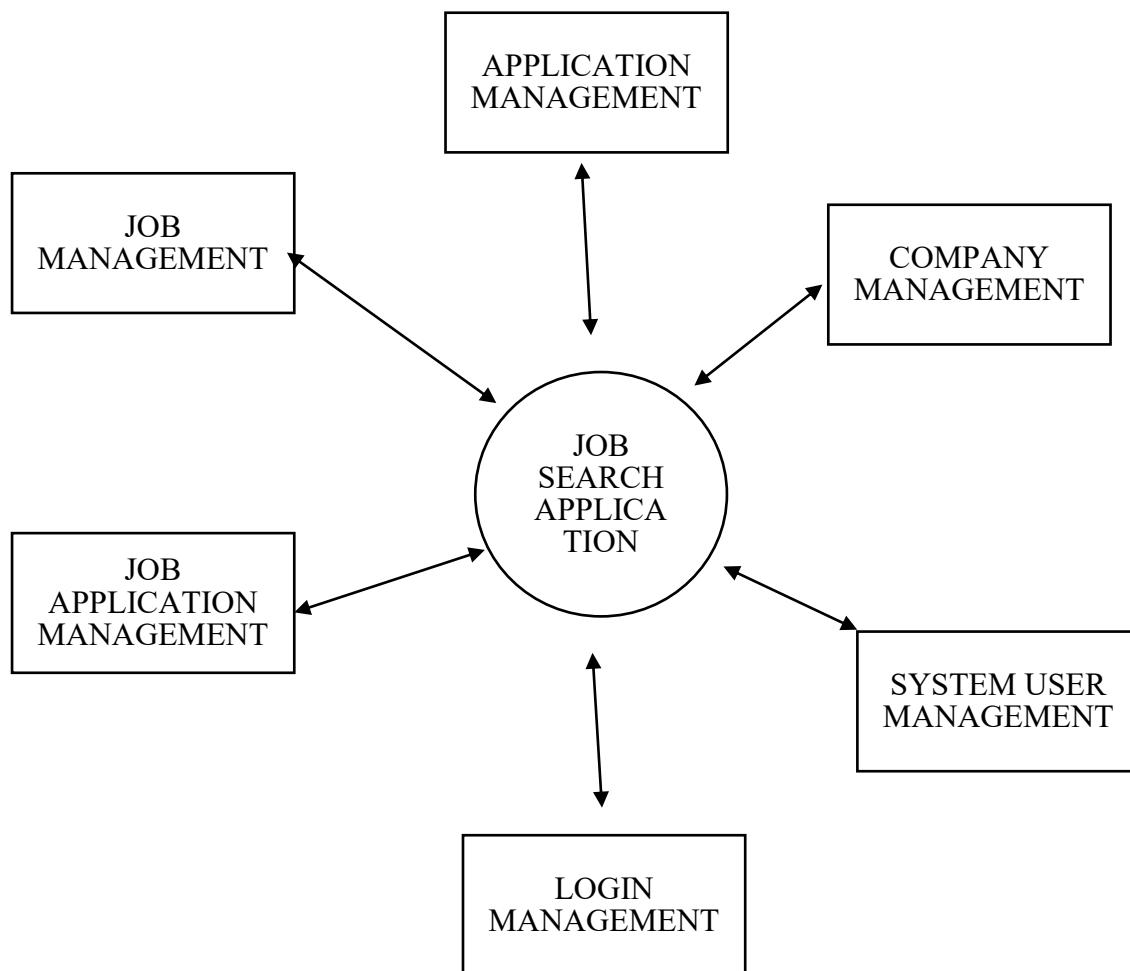 APPLICATION
MANAGEMENT
JOB
MANAGEMENT
COMPANY
MANAGEMENT
JOB
SEARCH
APPLICA
TION
JOB
APPLICATION
MANAGEMENT
SYSTEM USER
MANAGEMENT
LOGIN
MANAGEMENT